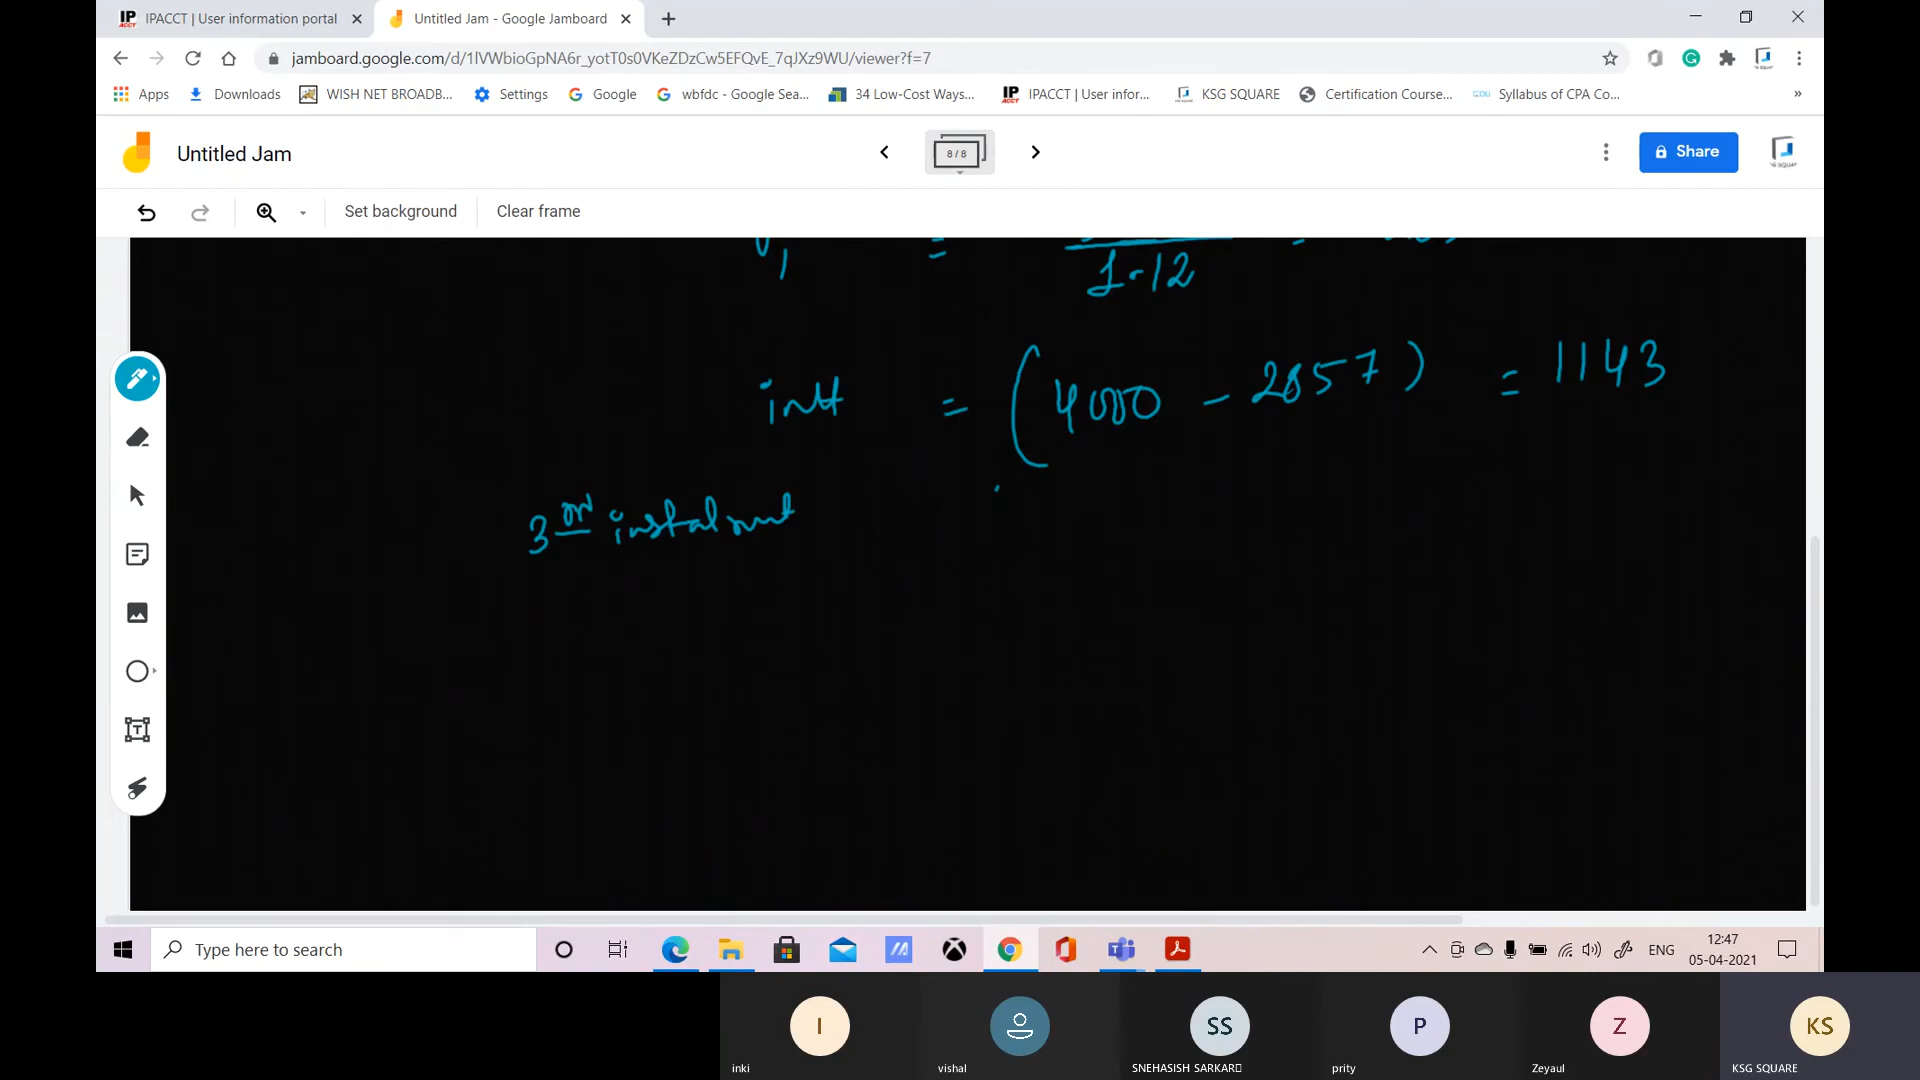 IPACCT | User information portal
Untitled Jam - Google Jamboard
jamboard.google.com/d/1lVWbioGpNA6r_yotT0s0VKeZDzCw5EFQvE_7qJXz9WU/viewer?f=7
Apps Downloads WISH NET BROADB... Settings Google wbfdc - Google Sea... 34 Low-Cost Ways... IPACCT | User infor... KSG SQUARE Certification Course... Syllabus of CPA Co... »
Untitled Jam
8 / 8
Share
Set background Clear frame
1.12
intt = (4000 - 2857) = 1143
3rd instalment
Type here to search
ENG
12:47
05-04-2021
I SS P Z KS
inki vishal SNEHASISH SARKAR prity Zeyaul KSG SQUARE